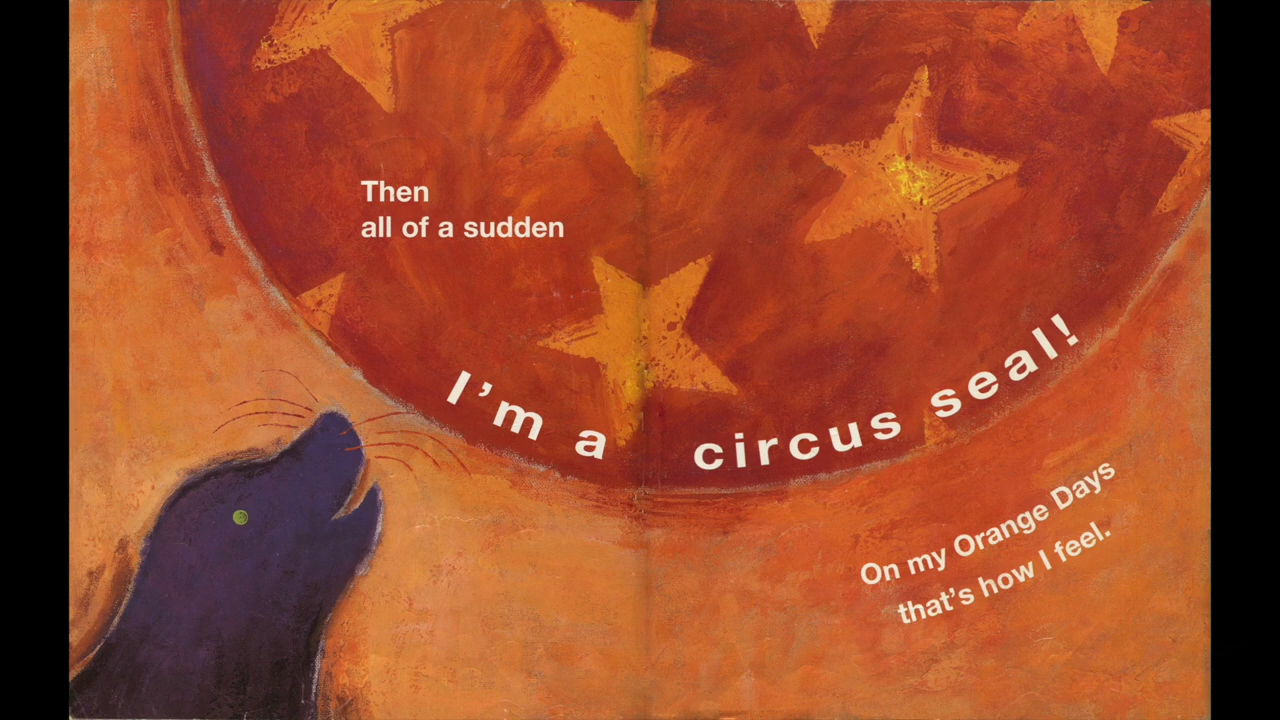 Then
all of a sudden
I'm a circus seal!
On my Orange Days
that's how I feel.